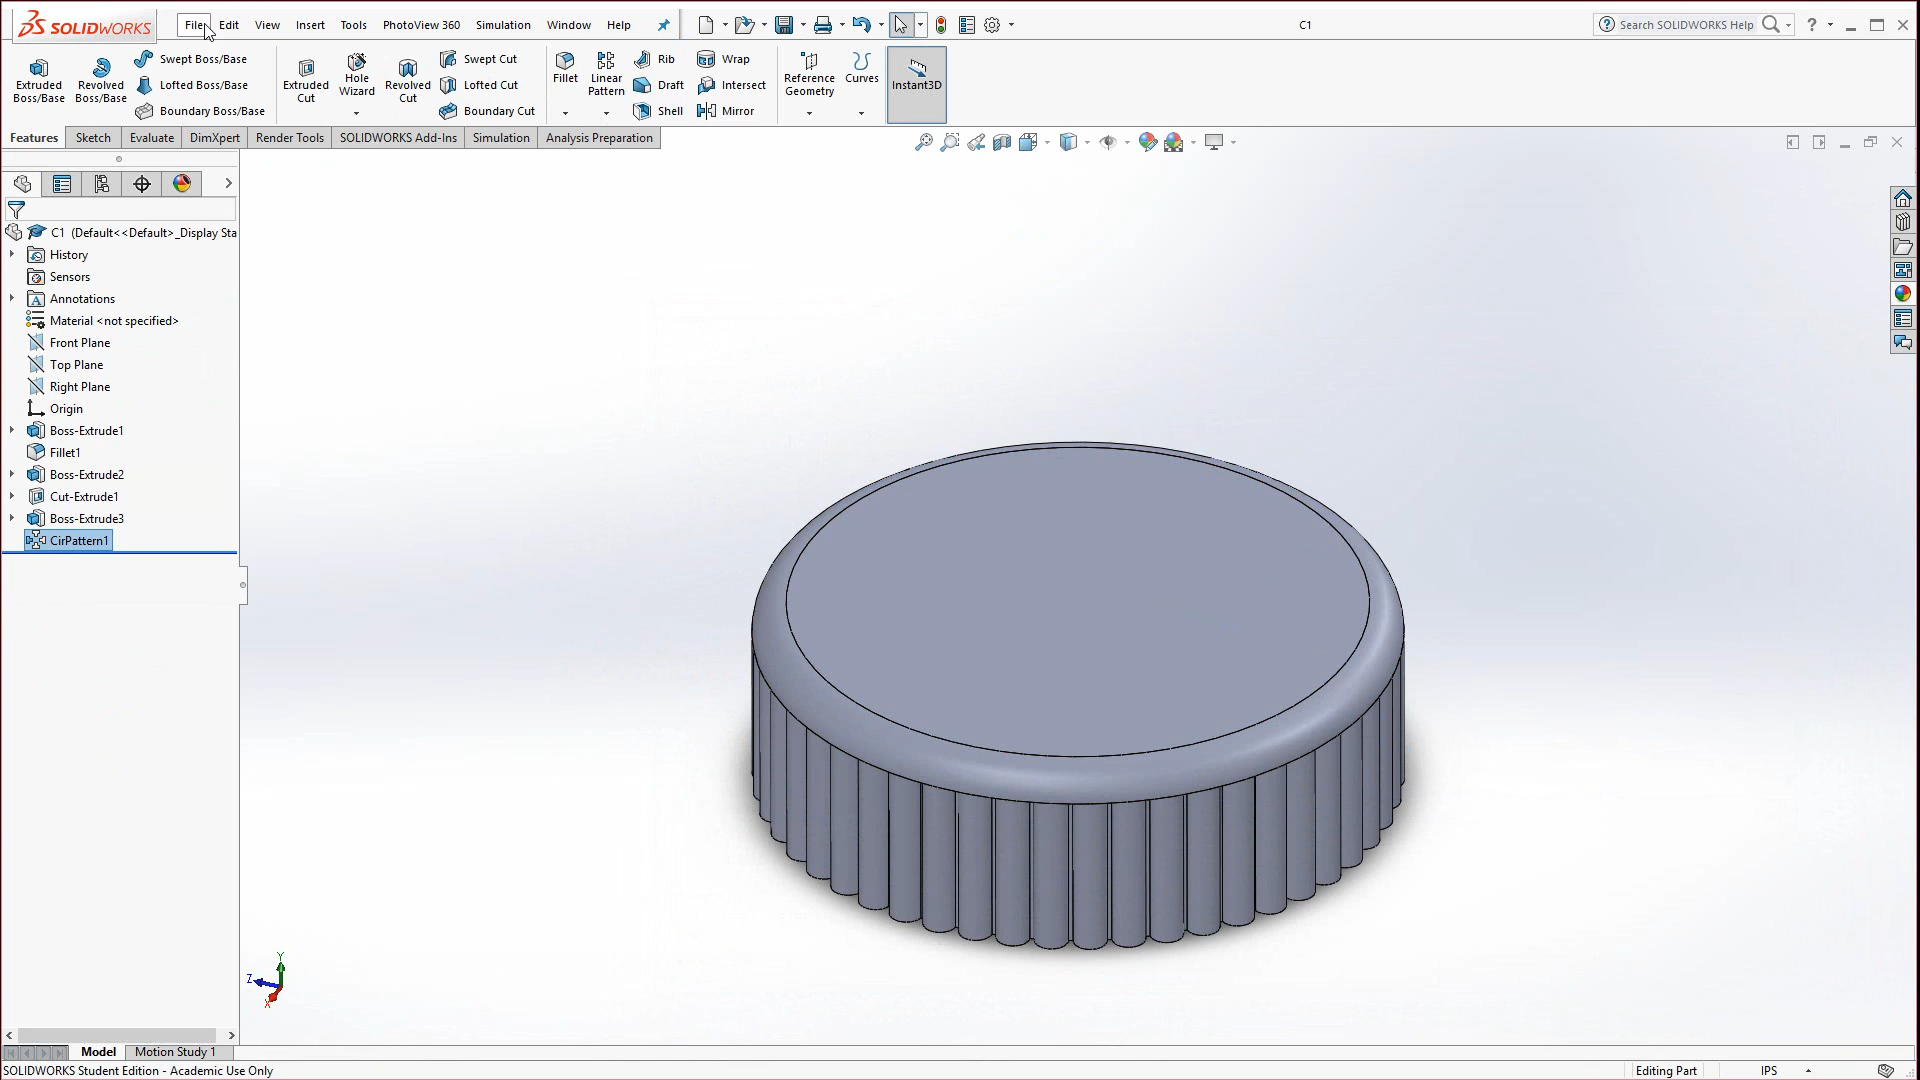 SOLIDWORKS File Edit View Insert Tools PhotoView 360 Simulation Window Help C1 Search SOLIDWORKS Help ?
Extruded Boss/Base
Revolved Boss/Base
Swept Boss/Base
Lofted Boss/Base
Boundary Boss/Base
Extruded Cut
Hole Wizard
Revolved Cut
Swept Cut
Lofted Cut
Boundary Cut
Fillet
Linear Pattern
Rib
Draft
Shell
Wrap
Intersect
Mirror
Reference Geometry
Curves
Instant3D
Features Sketch Evaluate DimXpert Render Tools SOLIDWORKS Add-Ins Simulation Analysis Preparation
C1 (Default<<Default>_Display Sta
History
Sensors
Annotations
Material <not specified>
Front Plane
Top Plane
Right Plane
Origin
Boss-Extrude1
Fillet1
Boss-Extrude2
Cut-Extrude1
Boss-Extrude3
CirPattern1
Y
Z
X
Model Motion Study 1
SOLIDWORKS Student Edition - Academic Use Only Editing Part IPS